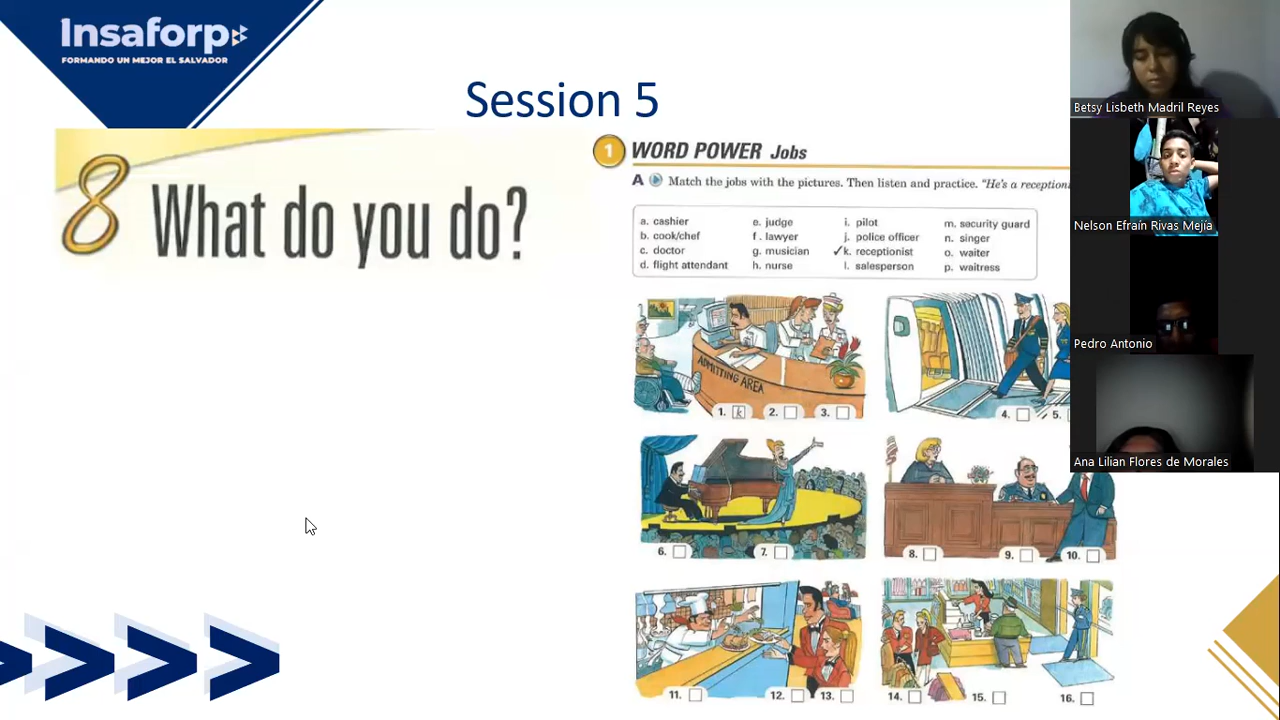 Insaforp
FORMANDO UN MEJOR EL SALVADOR
Session 5
8 What do you do?
1 WORD POWER Jobs
A Match the jobs with the pictures. Then listen and practice. "He's a
a. cashier
b. cook/chef
c. doctor
d. flight attendant
e. judge
f. lawyer
g. musician
h. nurse
i. pilot
j. police officer
✓k. receptionist
l. salesperson
m. security guard
n. singer
o. waiter
p. waitress
ADMITTING AREA
1. k 2. 3.
4. 5.
6. 7.
8. 9. 10.
11. 12. 13.
14. 15. 16.
Betsy Lisbeth Madril Reyes
Nelson Efraín Rivas Mejía
Pedro Antonio
Ana Lilian Flores de Morales